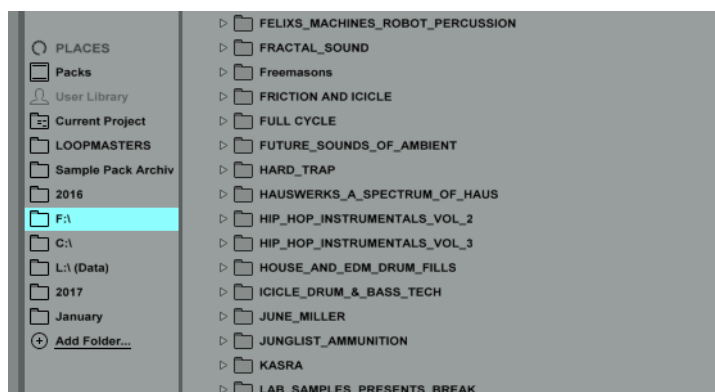 PLACES
Packs
User Library
Current Project
LOOPMASTERS
Sample Pack Archiv
2016
F:\
C:\
L:\ (Data)
2017
January
Add Folder...
FELIXS_MACHINES_ROBOT_PERCUSSION
FRACTAL_SOUND
Freemasons
FRICTION AND ICICLE
FULL CYCLE
FUTURE_SOUNDS_OF_AMBIENT
HARD_TRAP
HAUSWERKS_A_SPECTRUM_OF_HAUS
HIP_HOP_INSTRUMENTALS_VOL_2
HIP_HOP_INSTRUMENTALS_VOL_3
HOUSE_AND_EDM_DRUM_FILLS
ICICLE_DRUM_&_BASS_TECH
JUNE_MILLER
JUNGLIST_AMMUNITION
KASRA
LAB_SAMPLES_PRESENTS_BREAK